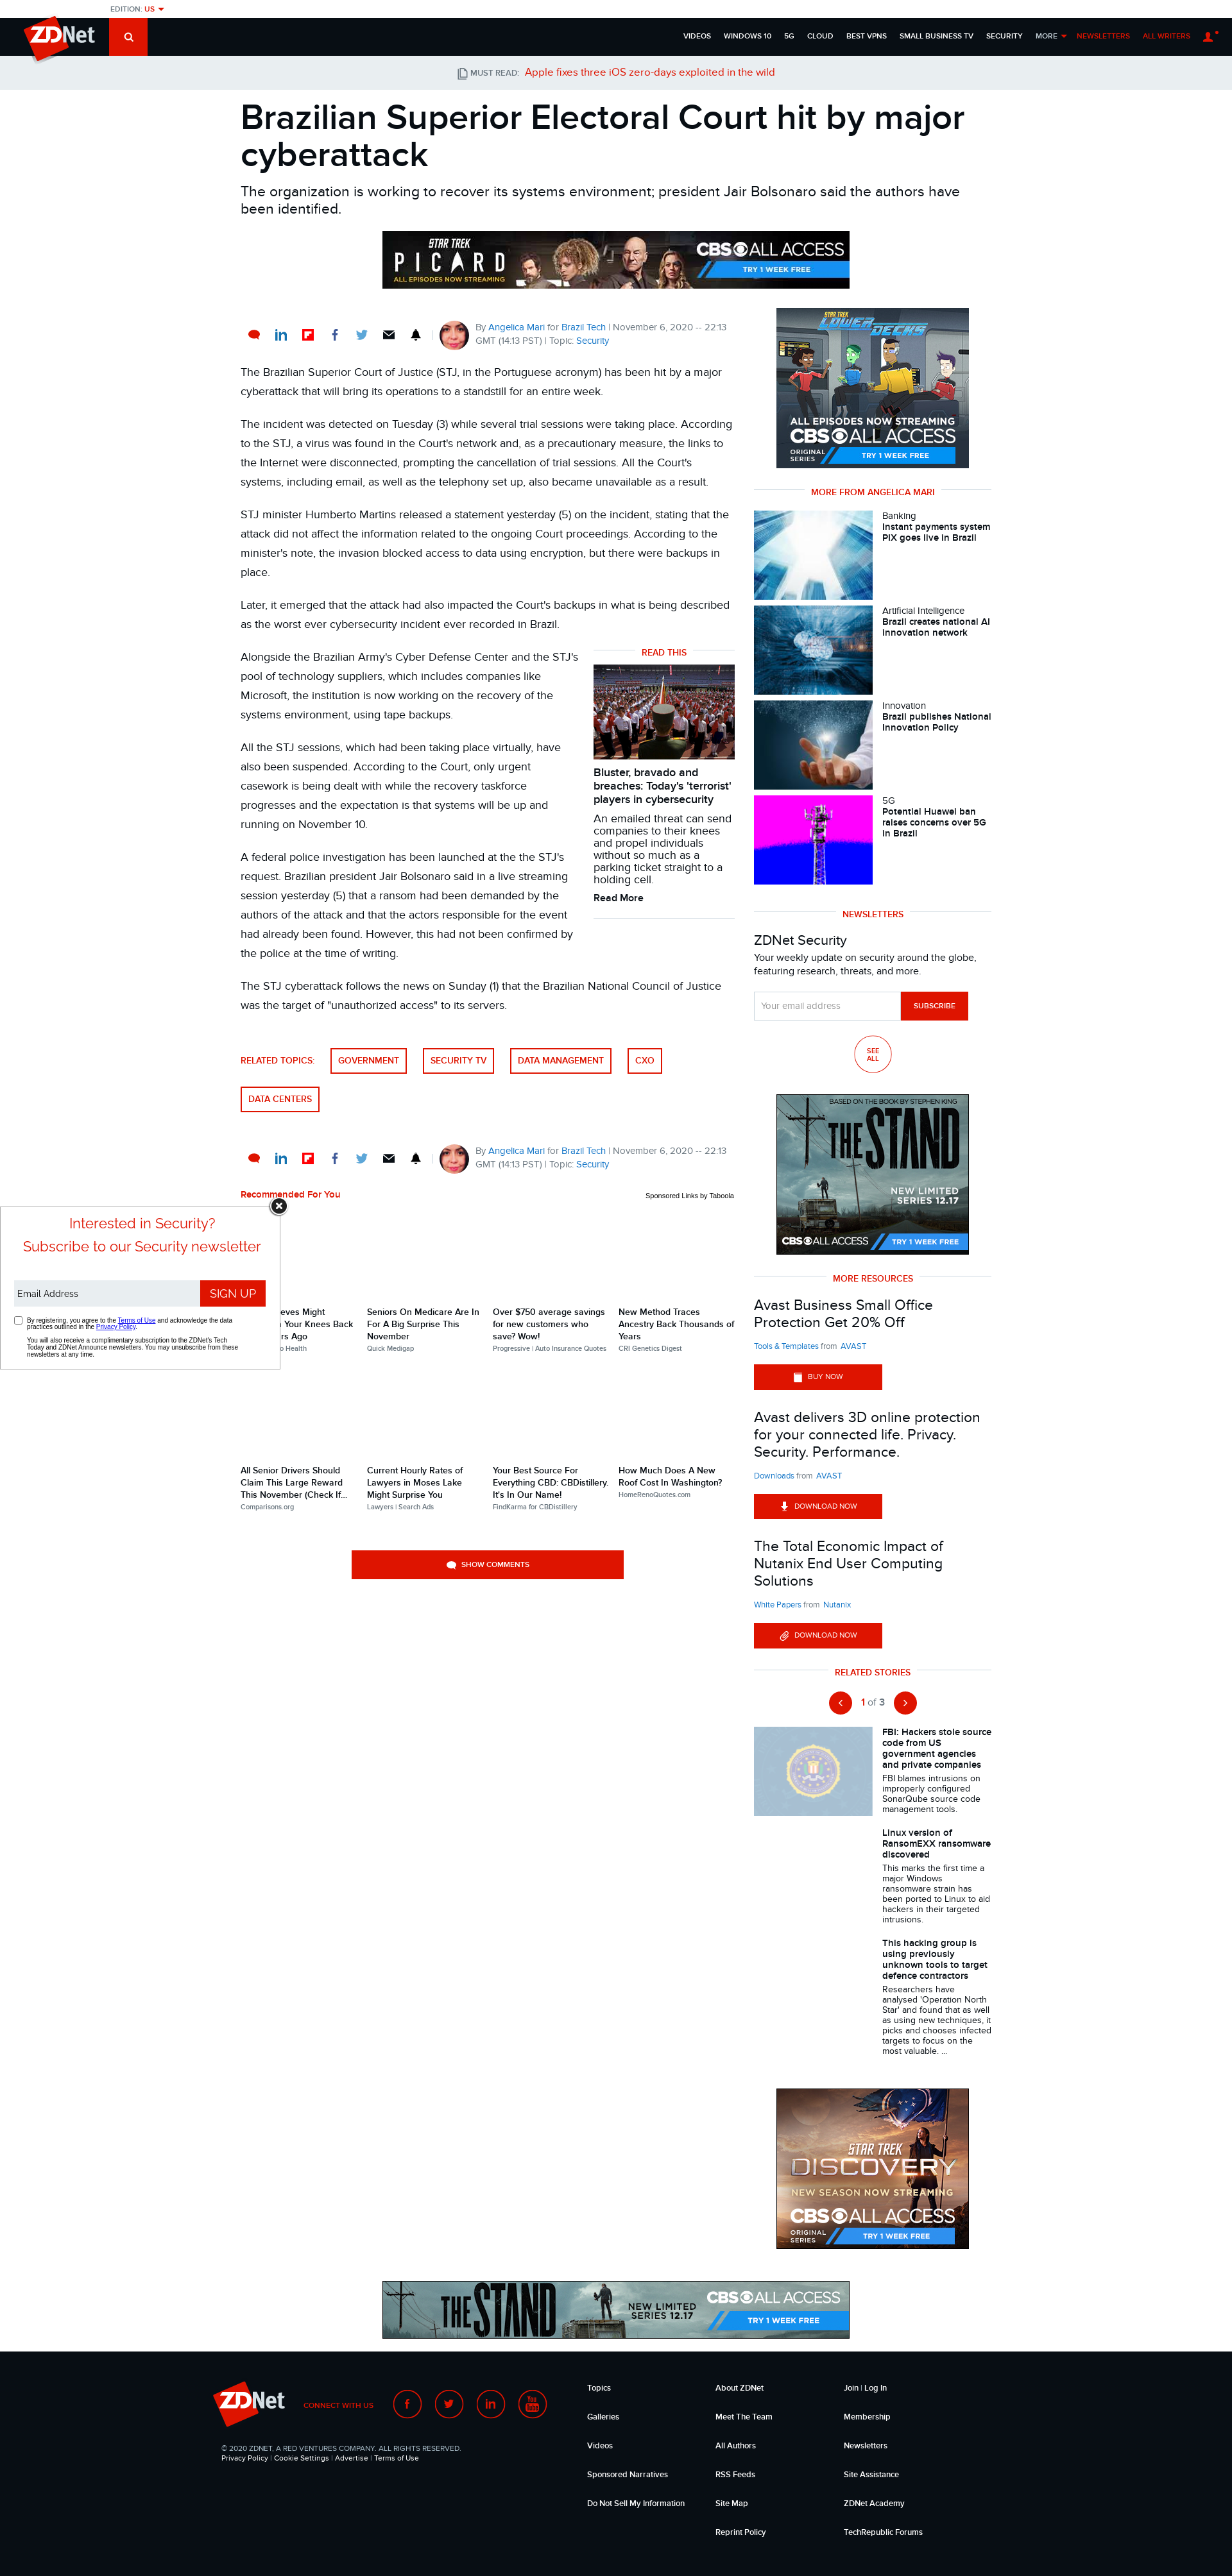 EDITION: US
ZDNet
VIDEOS WINDOWS 10 5G CLOUD BEST VPNS SMALL BUSINESS TV SECURITY MORE NEWSLETTERS ALL WRITERS
MUST READ: Apple fixes three iOS zero-days exploited in the wild
Brazilian Superior Electoral Court hit by major
cyberattack
The organization is working to recover its systems environment; president Jair Bolsonaro said the authors have
been identified.
STAR TREK
PICARD
ALL EPISODES NOW STREAMING
CBS ALL ACCESS
TRY 1 WEEK FREE
By Angelica Mari for Brazil Tech | November 6, 2020 -- 22:13
GMT (14:13 PST) | Topic: Security
The Brazilian Superior Court of Justice (STJ, in the Portuguese acronym) has been hit by a major
cyberattack that will bring its operations to a standstill for an entire week.
The incident was detected on Tuesday (3) while several trial sessions were taking place. According
to the STJ, a virus was found in the Court's network and, as a precautionary measure, the links to
the Internet were disconnected, prompting the cancellation of trial sessions. All the Court's
systems, including email, as well as the telephony set up, also became unavailable as a result.
STJ minister Humberto Martins released a statement yesterday (5) on the incident, stating that the
attack did not affect the information related to the ongoing Court proceedings. According to the
minister's note, the invasion blocked access to data using encryption, but there were backups in
place.
Later, it emerged that the attack had also impacted the Court's backups in what is being described
as the worst ever cybersecurity incident ever recorded in Brazil.
Alongside the Brazilian Army's Cyber Defense Center and the STJ's
pool of technology suppliers, which includes companies like
Microsoft, the institution is now working on the recovery of the
systems environment, using tape backups.
All the STJ sessions, which had been taking place virtually, have
also been suspended. According to the Court, only urgent
casework is being dealt with while the recovery taskforce
progresses and the expectation is that systems will be up and
running on November 10.
A federal police investigation has been launched at the the STJ's
request. Brazilian president Jair Bolsonaro said in a live streaming
session yesterday (5) that a ransom had been demanded by the
authors of the attack and that the actors responsible for the event
had been found. However, this had not been confirmed by
the police at the time of writing.
The STJ cyberattack follows the news on Sunday (1) that the Brazilian National Council of Justice
was the target of "unauthorized access" to its servers.
READ THIS
Bluster, bravado and
breaches: Today's 'terrorist'
players in cybersecurity
An emailed threat can send
companies to their knees
and propel individuals
without so much as a
parking ticket straight to a
holding cell.
Read More
RELATED TOPICS: GOVERNMENT SECURITY TV DATA MANAGEMENT CXO
DATA CENTERS
By Angelica Mari for Brazil Tech | November 6, 2020 -- 22:13
GMT (14:13 PST) | Topic: Security
Recommended For You
Sponsored Links by Taboola
Interested in Security?
Subscribe to our Security newsletter
Email Address
SIGN UP
By registering, you agree to the Terms of Use and acknowledge the data
practices outlined in the Privacy Policy.
You will also receive a complimentary subscription to the ZDNet's Tech
Today and ZDNet Announce newsletters. You may unsubscribe from these
newsletters at any time.
eves Might
Your Knees Back
rs Ago
o Health
Seniors On Medicare Are In
For A Big Surprise This
November
Quick Medigap
Over $750 average savings
for new customers who
save? Wow!
Progressive | Auto Insurance Quotes
New Method Traces
Ancestry Back Thousands of
Years
CRI Genetics Digest
All Senior Drivers Should
Claim This Large Reward
This November (Check If...
Comparisons.org
Current Hourly Rates of
Lawyers in Moses Lake
Might Surprise You
Lawyers | Search Ads
Your Best Source For
Everything CBD: CBDistillery.
It's In Our Name!
FindKarma for CBDistillery
How Much Does A New
Roof Cost In Washington?
HomeRenoQuotes.com
SHOW COMMENTS
STAR TREK
LOWER DECKS
ALL EPISODES NOW STREAMING
CBS ALL ACCESS
ORIGINAL
SERIES
TRY 1 WEEK FREE
MORE FROM ANGELICA MARI
Banking
Instant payments system
PIX goes live in Brazil
Artificial Intelligence
Brazil creates national AI
innovation network
Innovation
Brazil publishes National
Innovation Policy
5G
Potential Huawei ban
raises concerns over 5G
in Brazil
NEWSLETTERS
ZDNet Security
Your weekly update on security around the globe,
featuring research, threats, and more.
Your email address
SUBSCRIBE
SEE
ALL
BASED ON THE BOOK BY STEPHEN KING
THE STAND
NEW LIMITED
SERIES 12.17
CBS ALL ACCESS
TRY 1 WEEK FREE
MORE RESOURCES
Avast Business Small Office
Protection Get 20% Off
Tools & Templates from AVAST
BUY NOW
Avast delivers 3D online protection
for your connected life. Privacy.
Security. Performance.
Downloads from AVAST
DOWNLOAD NOW
The Total Economic Impact of
Nutanix End User Computing
Solutions
White Papers from Nutanix
DOWNLOAD NOW
RELATED STORIES
1 of 3
FBI: Hackers stole source
code from US
government agencies
and private companies
FBI blames intrusions on
improperly configured
SonarQube source code
management tools.
Linux version of
RansomEXX ransomware
discovered
This marks the first time a
major Windows
ransomware strain has
been ported to Linux to aid
hackers in their targeted
intrusions.
This hacking group is
using previously
unknown tools to target
defence contractors
Researchers have
analysed 'Operation North
Star' and found that as well
as using new techniques, it
picks and chooses infected
targets to focus on the
most valuable. ...
STAR TREK
DISCOVERY
NEW SEASON NOW STREAMING
CBS ALL ACCESS
ORIGINAL
SERIES
TRY 1 WEEK FREE
THE STAND
NEW LIMITED
SERIES 12.17
CBS ALL ACCESS
TRY 1 WEEK FREE
ZDNet
CONNECT WITH US
You
Tube
© 2020 ZDNET, A RED VENTURES COMPANY. ALL RIGHTS RESERVED.
Privacy Policy | Cookie Settings | Advertise | Terms of Use
Topics
Galleries
Videos
Sponsored Narratives
Do Not Sell My Information
About ZDNet
Meet The Team
All Authors
RSS Feeds
Site Map
Reprint Policy
Join | Log In
Membership
Newsletters
Site Assistance
ZDNet Academy
TechRepublic Forums